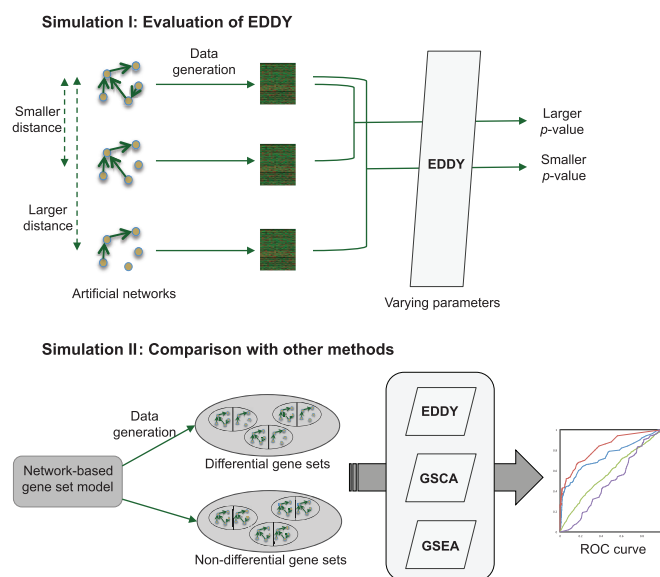 Simulation I: Evaluation of EDDY
Data
generation
Smaller
distance
Larger
distance
EDDY
Larger
p-value
Smaller
p-value
Artificial networks
Varying parameters
Simulation II: Comparison with other methods
Data
generation
Network-based
gene set model
Differential gene sets
Non-differential gene sets
EDDY
GSCA
GSEA
ROC curve